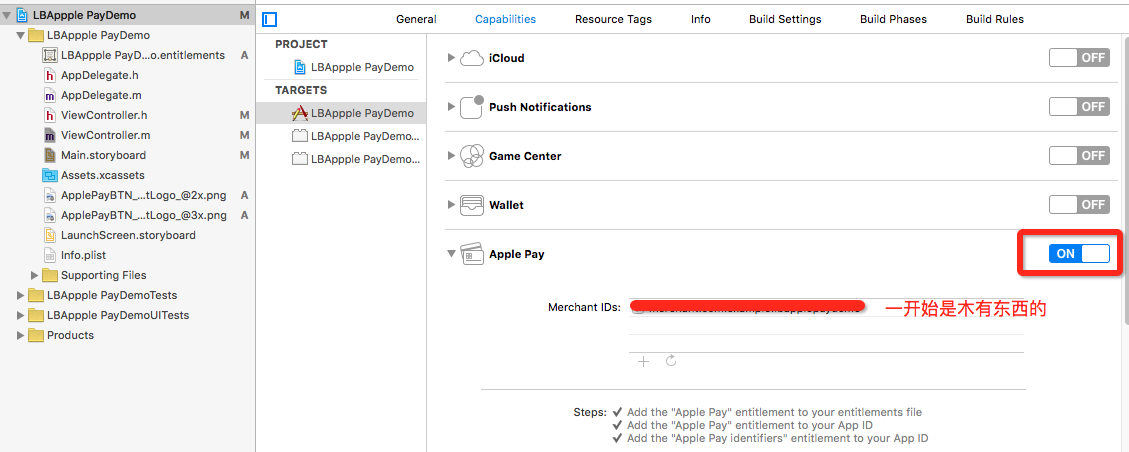 LBAppple PayDemo M
LBAppple PayDemo
LBAppple PayD...o.entitlements A
AppDelegate.h
AppDelegate.m
ViewController.h M
ViewController.m M
Main.storyboard M
Assets.xcassets
ApplePayBTN_...tLogo_@2x.png A
ApplePayBTN_...tLogo_@3x.png A
LaunchScreen.storyboard
Info.plist
Supporting Files
LBAppple PayDemoTests
LBAppple PayDemoUITests
Products
General Capabilities Resource Tags Info Build Settings Build Phases Build Rules
PROJECT
LBAppple PayDemo
TARGETS
LBAppple PayDemo
LBAppple PayDemo...
LBAppple PayDemo...
iCloud OFF
Push Notifications OFF
Game Center OFF
Wallet OFF
Apple Pay ON
Merchant IDs: 一开始是木有东西的
Steps: ✔ Add the "Apple Pay" entitlement to your entitlements file
✔ Add the "Apple Pay" entitlement to your App ID
✔ Add the "Apple Pay identifiers" entitlement to your App ID